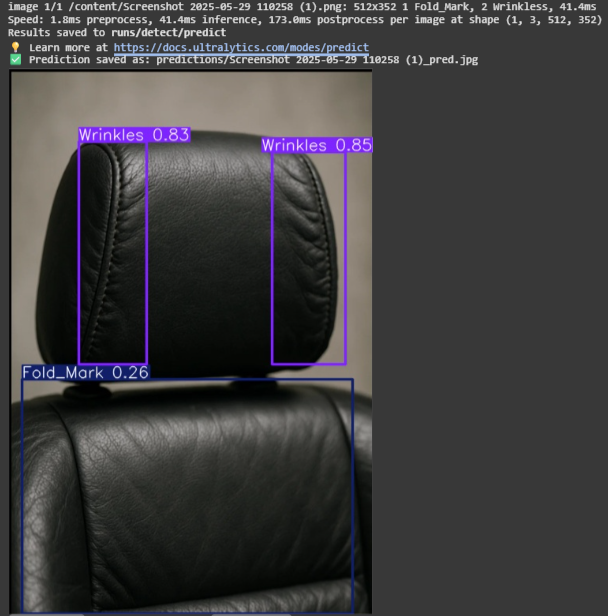 image 1/1 /content/Screenshot 2025-05-29 110258 (1).png: 512x352 1 Fold_Mark, 2 Wrinkless, 41.4ms
Speed: 1.8ms preprocess, 41.4ms inference, 173.0ms postprocess per image at shape (1, 3, 512, 352)
Results saved to runs/detect/predict
💡 Learn more at https://docs.ultralytics.com/modes/predict
✅ Prediction saved as: predictions/Screenshot 2025-05-29 110258 (1)_pred.jpg
Wrinkles 0.83
Wrinkles 0.85
Fold_Mark 0.26